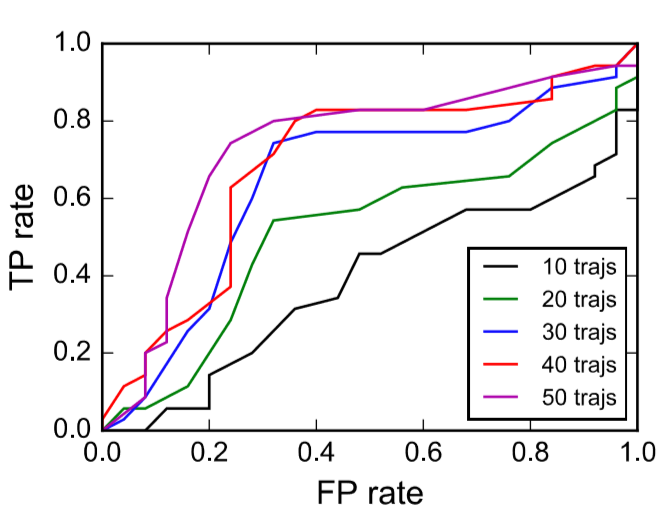 1.0
0.8
0.6
0.4
0.2
0.0
TP rate
0.0 0.2 0.4 0.6 0.8 1.0
FP rate
10 trajs
20 trajs
30 trajs
40 trajs
50 trajs